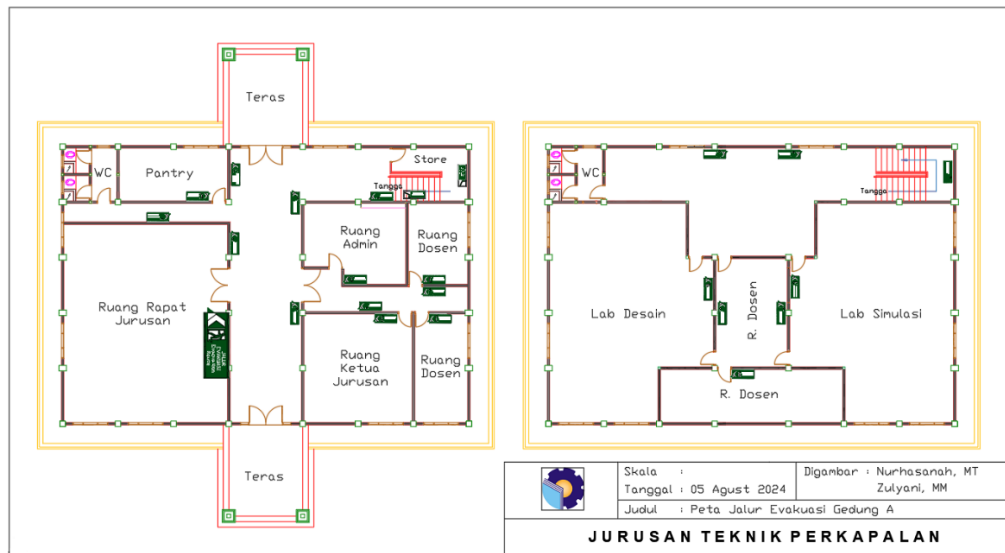 Teras
WC
Pantry
Store
Tangga
Ruang
Admin
Ruang
Dosen
Ruang Rapat
Jurusan
JALUR
EVAKUASI
Ruang
Ketua
Jurusan
Ruang
Dosen
Teras
WC
Tangga
Lab Desain
R. Dosen
Lab Simulasi
R. Dosen
Skala :
Tanggal : 05 Agust 2024
Digambar : Nurhasanah, MT
Zulyani, MM
Judul : Peta Jalur Evakuasi Gedung A
JURUSAN TEKNIK PERKAPALAN